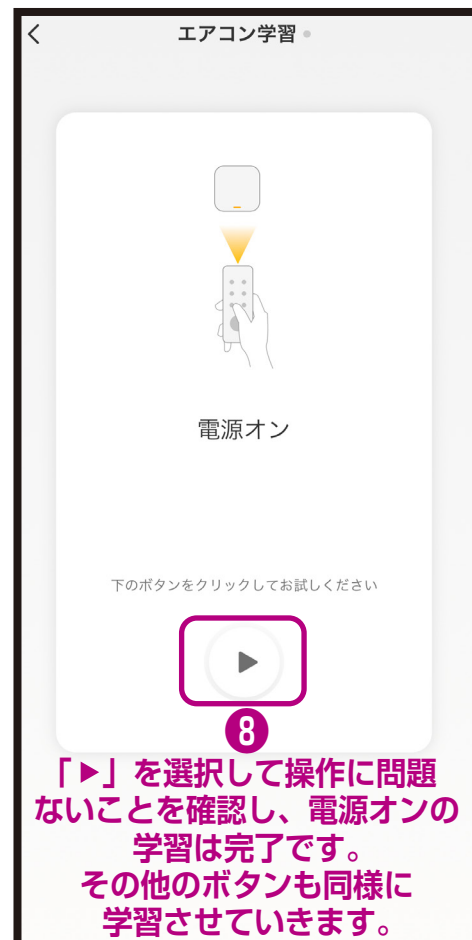 エアコン学習
電源オン
下のボタンをクリックしてお試しください
8
「▶」を選択して操作に問題
ないことを確認し、電源オンの
学習は完了です。
その他のボタンも同様に
学習させていきます。